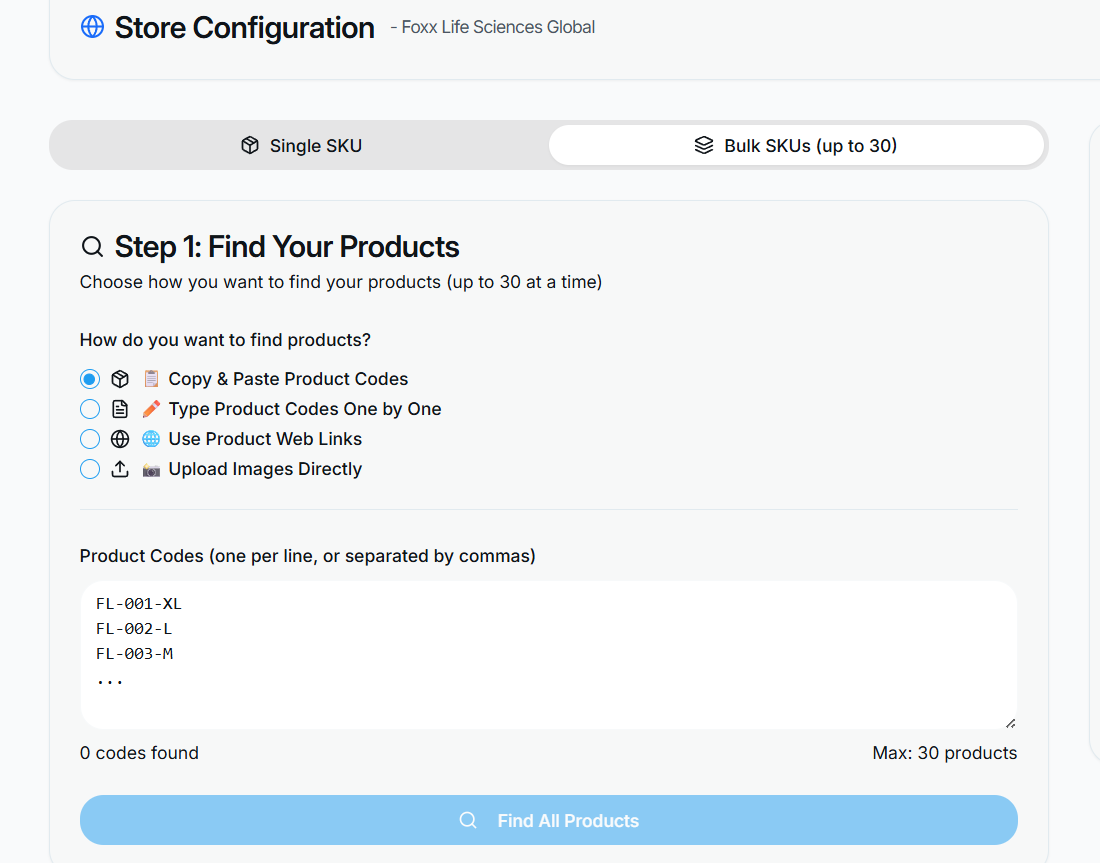 Store Configuration - Foxx Life Sciences Global
Single SKU
Bulk SKUs (up to 30)
Step 1: Find Your Products
Choose how you want to find your products (up to 30 at a time)
How do you want to find products?
Copy & Paste Product Codes
Type Product Codes One by One
Use Product Web Links
Upload Images Directly
Product Codes (one per line, or separated by commas)
FL-001-XL
FL-002-L
FL-003-M
...
0 codes found
Max: 30 products
Find All Products